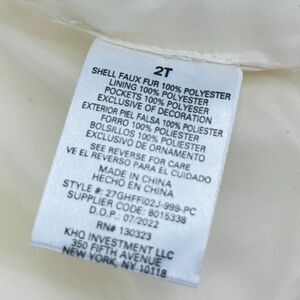 2T
SHELL FAUX FUR 100% POLYESTER
LINING 100% POLYESTER
POCKETS 100% POLYESTER
EXCLUSIVE OF DECORATION
EXTERIOR PIEL FALSA 100% POLIESTER
FORRO 100% POLIESTER
BOLSILLOS 100% POLIESTER
EXCLUSIVO DE ORNAMENTO
SEE REVERSE FOR CARE
VE EL REVERSO PARA EL CUIDADO
MADE IN CHINA
HECHO EN CHINA
STYLE #: 27GHFFI02J-999-PC
SUPPLIER CODE: 8015338
D.O.P.: 07/2022
RN# 130323
KHQ INVESTMENT LLC
350 FIFTH AVENUE
NEW YORK, NY 10118